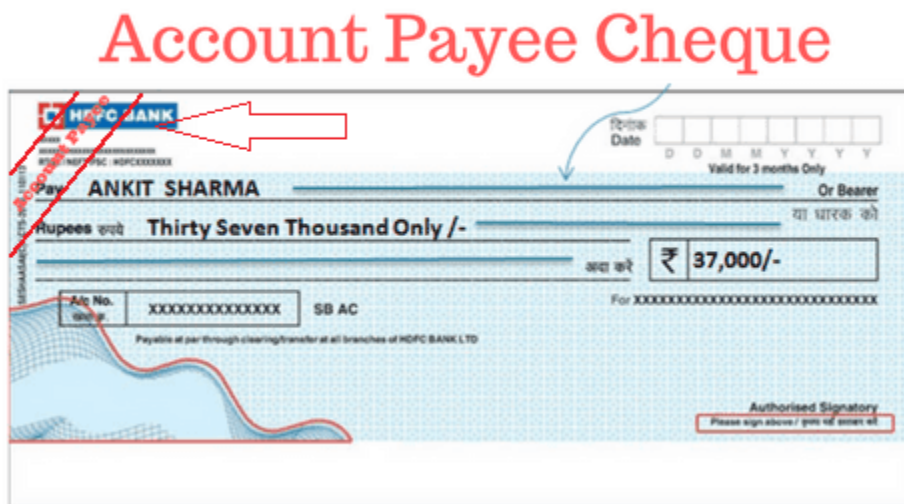 Account Payee Cheque
HDFC BANK
Account Payee
दिनांक
Date
D D M M Y Y Y Y
Valid for 3 months Only
Pay ANKIT SHARMA
Or Bearer
या धारक को
Rupees रुपये Thirty Seven Thousand Only /-
अदा करें
₹ 37,000/-
A/c No.
XXXXXXXXXXXXXX
SB AC
For XXXXXXXXXXXXXXXXXXXXXXXXXXXXX
Payable at par through clearing/transfer at all branches of HDFC BANK LTD
Authorised Signatory
Please sign above /